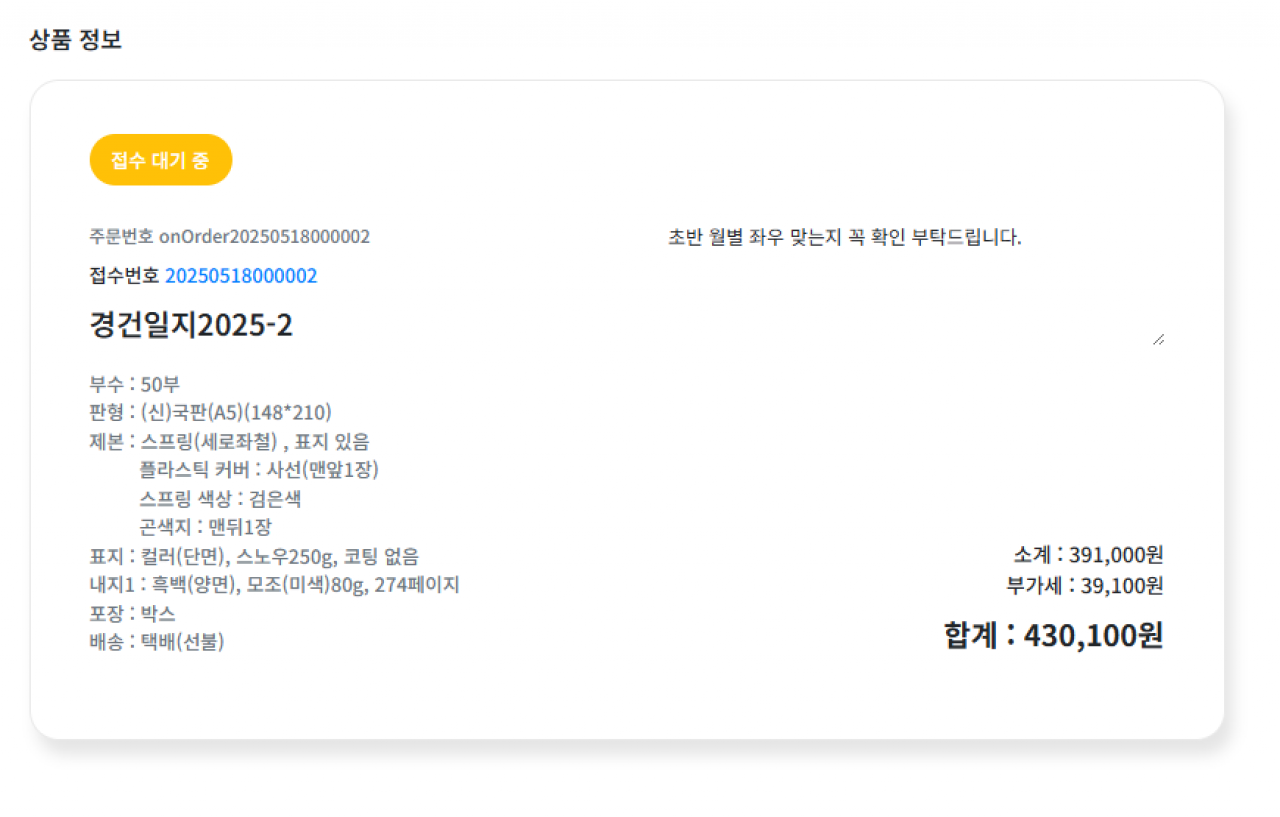 상품 정보
접수 대기 중
주문번호 onOrder20250518000002
접수번호 20250518000002
경건일지2025-2
초반 월별 좌우 맞는지 꼭 확인 부탁드립니다.
부수 : 50부
판형 : (신)국판(A5)(148*210)
제본 : 스프링(세로좌철) , 표지 있음
플라스틱 커버 : 사선(맨앞1장)
스프링 색상 : 검은색
곤색지 : 맨뒤1장
표지 : 컬러(단면), 스노우250g, 코팅 없음
내지1 : 흑백(양면), 모조(미색)80g, 274페이지
포장 : 박스
배송 : 택배(선불)
소계 : 391,000원
부가세 : 39,100원
합계 : 430,100원